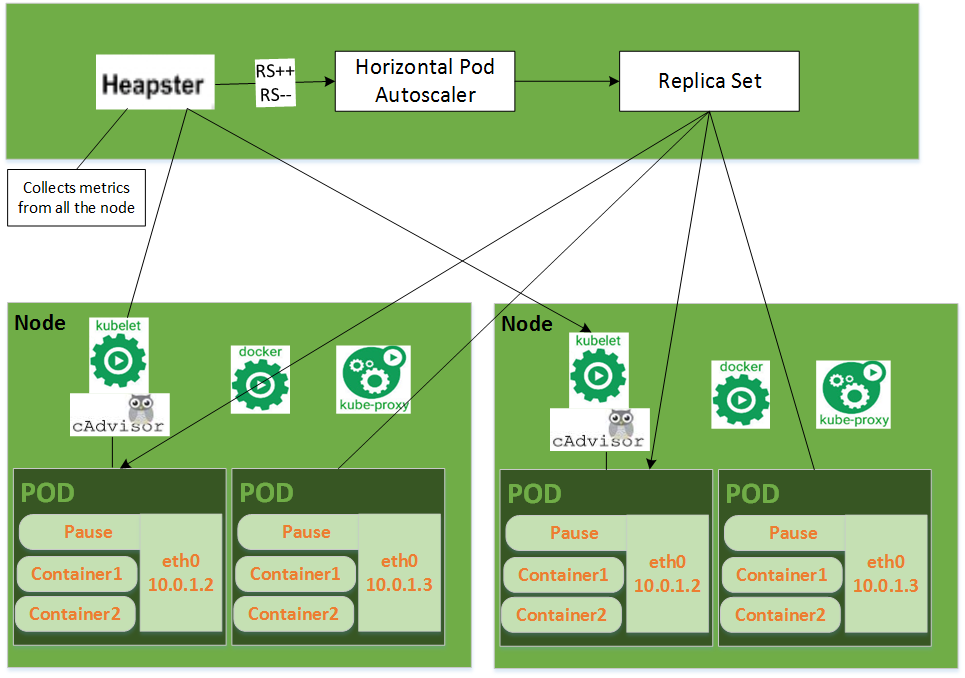 Heapster
RS++
RS--
Horizontal Pod
Autoscaler
Replica Set
Collects metrics
from all the node
Node
kubelet
cAdvisor
docker
kube-proxy
POD
Pause
Container1
Container2
eth0
10.0.1.2
POD
Pause
Container1
Container2
eth0
10.0.1.3
Node
kubelet
cAdvisor
docker
kube-proxy
POD
Pause
Container1
Container2
eth0
10.0.1.2
POD
Pause
Container1
Container2
eth0
10.0.1.3